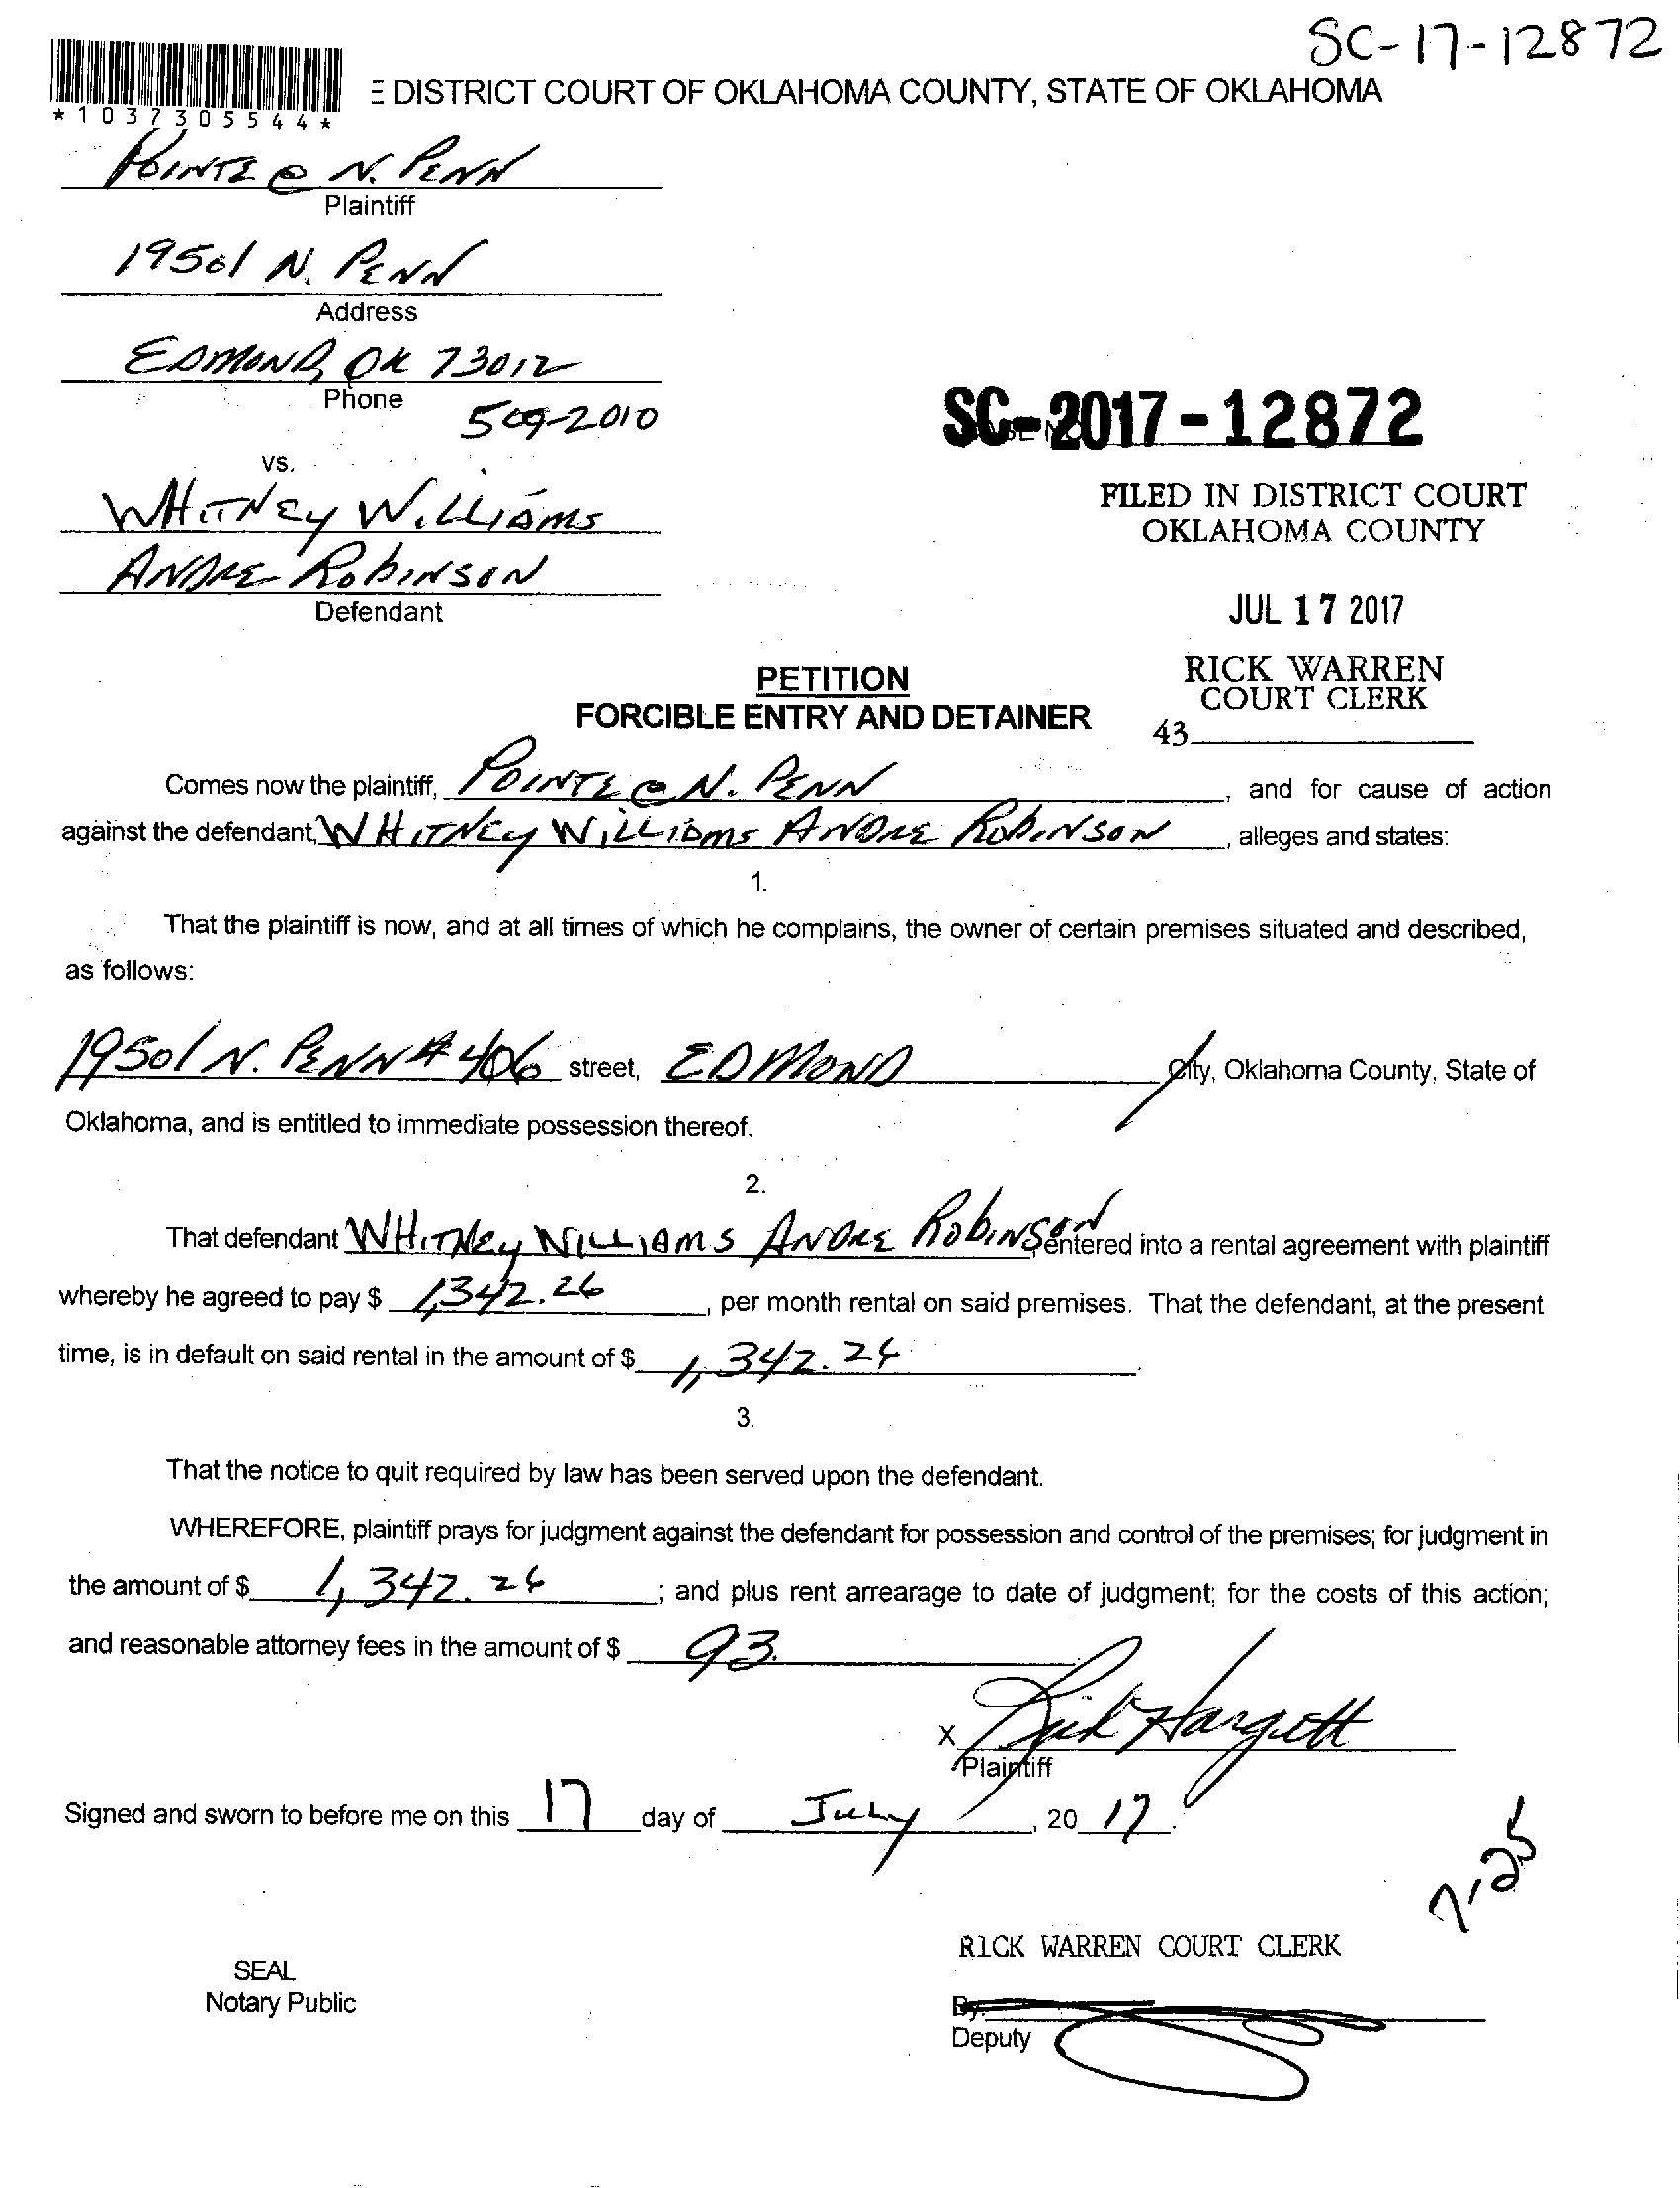 SC-17-12872
*1037305544*
E DISTRICT COURT OF OKLAHOMA COUNTY, STATE OF OKLAHOMA
POINTE @ N. PENN
Plaintiff
19501 N. PENN
Address
EDMOND, OK 73012
Phone
509-2010
SC-2017-12872
vs.
FILED IN DISTRICT COURT
OKLAHOMA COUNTY
WHITNEY WILLIAMS
ANDRE ROBINSON
Defendant
JUL 17 2017
RICK WARREN
COURT CLERK
43
PETITION
FORCIBLE ENTRY AND DETAINER
Comes now the plaintiff, POINTE @ N. PENN, and for cause of action
against the defendant, WHITNEY WILLIAMS ANDRE ROBINSON, alleges and states:
1.
That the plaintiff is now, and at all times of which he complains, the owner of certain premises situated and described,
as follows:
19501 N. PENN # 406 street, EDMOND City, Oklahoma County, State of
Oklahoma, and is entitled to immediate possession thereof.
2.
That defendant WHITNEY WILLIAMS ANDRE ROBINSON entered into a rental agreement with plaintiff
whereby he agreed to pay $ 1,342.26, per month rental on said premises. That the defendant, at the present
time, is in default on said rental in the amount of $ 1,342.26.
3.
That the notice to quit required by law has been served upon the defendant.
WHEREFORE, plaintiff prays for judgment against the defendant for possession and control of the premises; for judgment in
the amount of $ 1,342.26; and plus rent arrearage to date of judgment; for the costs of this action;
and reasonable attorney fees in the amount of $ 93.
X Rick Hargett
Plaintiff
Signed and sworn to before me on this 17 day of July, 2017.
7.25
RICK WARREN COURT CLERK
SEAL
Notary Public
By:
Deputy